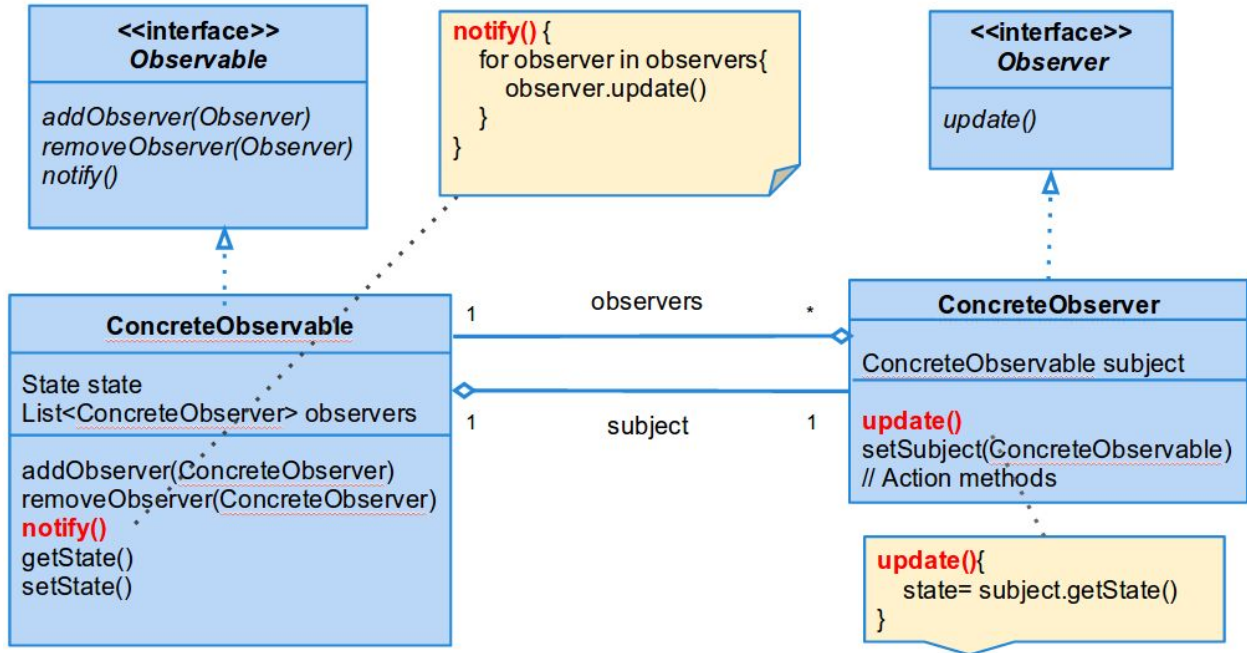 <<interface>>
Observable
addObserver(Observer)
removeObserver(Observer)
notify()
notify() {
for observer in observers{
observer.update()
}
}
<<interface>>
Observer
update()
ConcreteObservable
State state
List<ConcreteObserver> observers
addObserver(ConcreteObserver)
removeObserver(ConcreteObserver)
notify()
getState()
setState()
1
observers
*
1
subject
1
ConcreteObserver
ConcreteObservable subject
update()
setSubject(ConcreteObservable)
// Action methods
update(){
state= subject.getState()
}